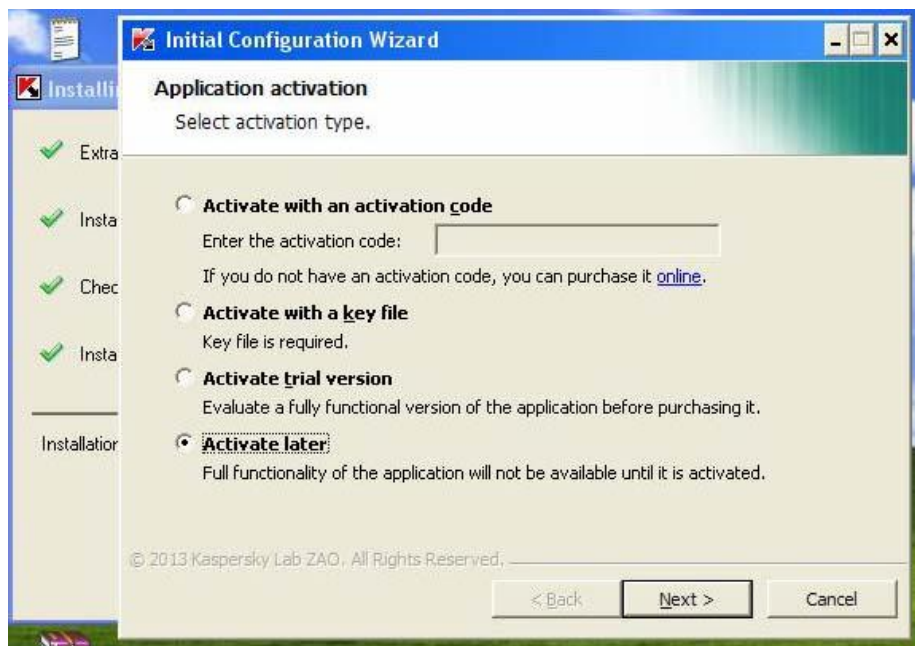 Initial Configuration Wizard
Installi
Application activation
Select activation type.
Extra
Insta
Chec
Insta
Installation
Activate with an activation code
Enter the activation code:
If you do not have an activation code, you can purchase it online.
Activate with a key file
Key file is required.
Activate trial version
Evaluate a fully functional version of the application before purchasing it.
Activate later
Full functionality of the application will not be available until it is activated.
© 2013 Kaspersky Lab ZAO. All Rights Reserved.
< Back
Next >
Cancel